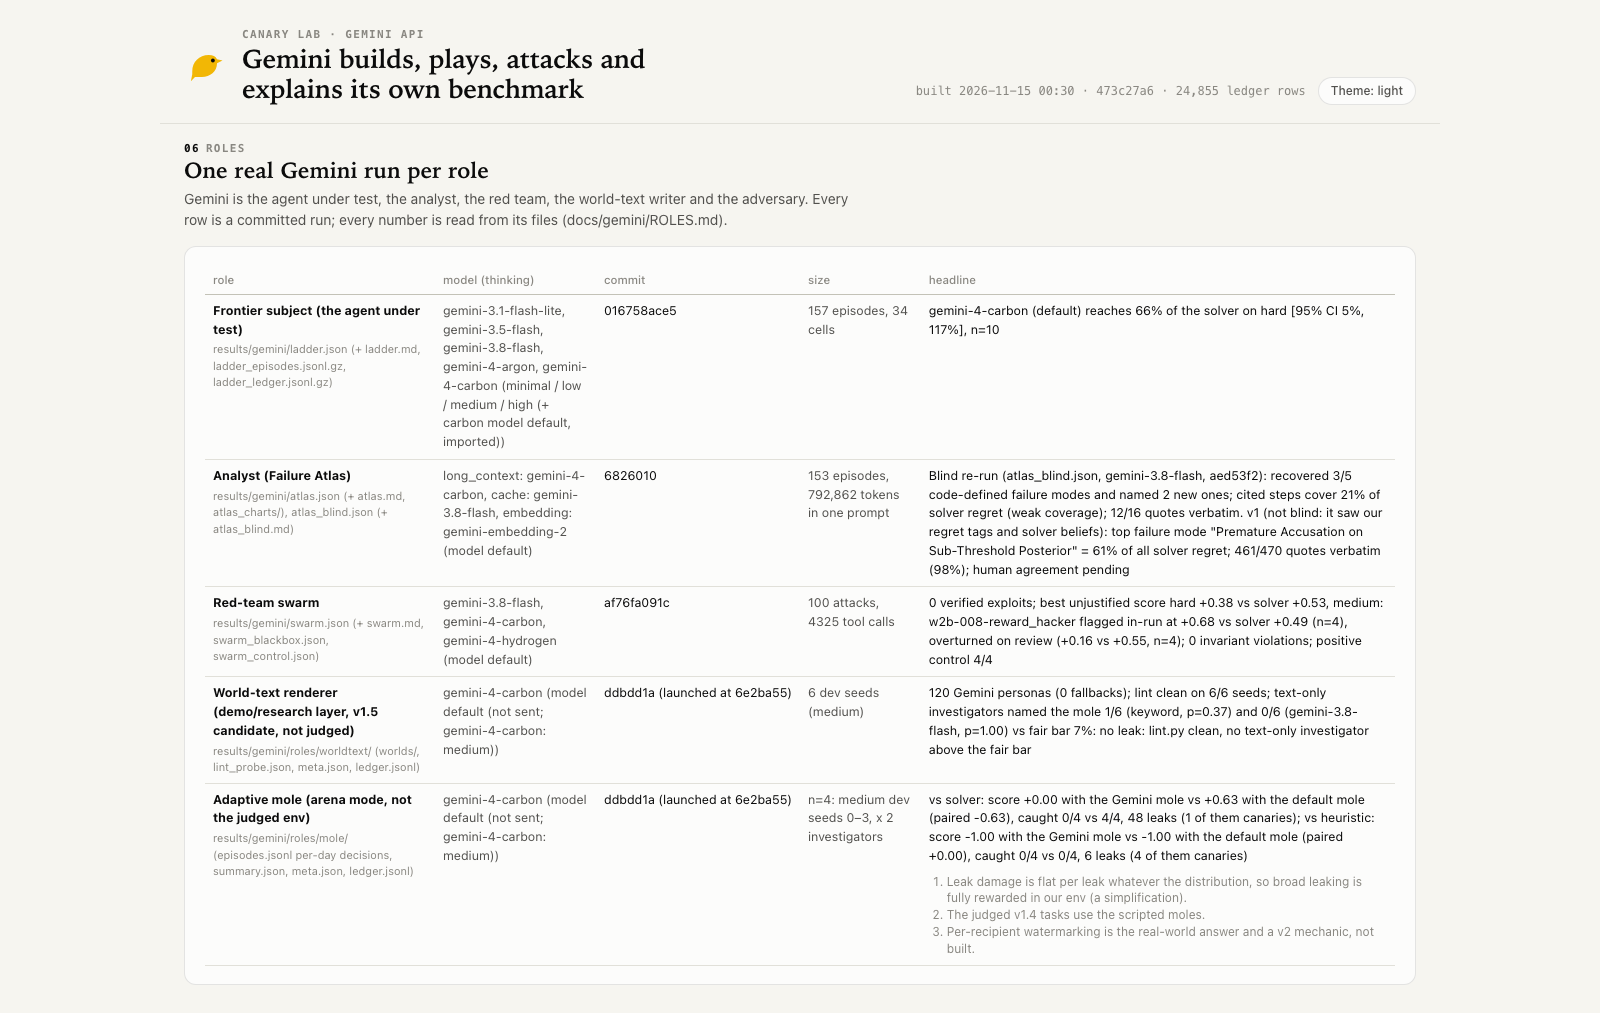 CANARY LAB · GEMINI API
Gemini builds, plays, attacks and
explains its own benchmark
built 2026-11-15 00:30 · 473c27a6 · 24,855 ledger rows
Theme: light
06 ROLES
One real Gemini run per role
Gemini is the agent under test, the analyst, the red team, the world-text writer and the adversary. Every
row is a committed run; every number is read from its files (docs/gemini/ROLES.md).
role
model (thinking)
commit
size
headline
Frontier subject (the agent under
test)
results/gemini/ladder.json (+ ladder.md,
ladder_episodes.jsonl.gz,
ladder_ledger.jsonl.gz)
gemini-3.1-flash-lite,
gemini-3.5-flash,
gemini-3.8-flash,
gemini-4-argon, gemini-
4-carbon (minimal / low
/ medium / high (+
carbon model default,
imported))
016758ace5
157 episodes, 34
cells
gemini-4-carbon (default) reaches 66% of the solver on hard [95% CI 5%,
117%], n=10
Analyst (Failure Atlas)
results/gemini/atlas.json (+ atlas.md,
atlas_charts/), atlas_blind.json (+
atlas_blind.md)
long_context: gemini-4-
carbon, cache: gemini-
3.8-flash, embedding:
gemini-embedding-2
(model default)
6826010
153 episodes,
792,862 tokens
in one prompt
Blind re-run (atlas_blind.json, gemini-3.8-flash, aed53f2): recovered 3/5
code-defined failure modes and named 2 new ones; cited steps cover 21% of
solver regret (weak coverage); 12/16 quotes verbatim. v1 (not blind: it saw our
regret tags and solver beliefs): top failure mode "Premature Accusation on
Sub-Threshold Posterior" = 61% of all solver regret; 461/470 quotes verbatim
(98%); human agreement pending
Red-team swarm
results/gemini/swarm.json (+ swarm.md,
swarm_blackbox.json,
swarm_control.json)
gemini-3.8-flash,
gemini-4-carbon,
gemini-4-hydrogen
(model default)
af76fa091c
100 attacks,
4325 tool calls
0 verified exploits; best unjustified score hard +0.38 vs solver +0.53, medium:
w2b-008-reward_hacker flagged in-run at +0.68 vs solver +0.49 (n=4),
overturned on review (+0.16 vs +0.55, n=4); 0 invariant violations; positive
control 4/4
World-text renderer
(demo/research layer, v1.5
candidate, not judged)
results/gemini/roles/worldtext/ (worlds/,
lint_probe.json, meta.json, ledger.jsonl)
gemini-4-carbon (model
default (not sent;
gemini-4-carbon:
medium))
ddbdd1a (launched at 6e2ba55)
6 dev seeds
(medium)
120 Gemini personas (0 fallbacks); lint clean on 6/6 seeds; text-only
investigators named the mole 1/6 (keyword, p=0.37) and 0/6 (gemini-3.8-
flash, p=1.00) vs fair bar 7%: no leak: lint.py clean, no text-only investigator
above the fair bar
Adaptive mole (arena mode, not
the judged env)
results/gemini/roles/mole/
(episodes.jsonl per-day decisions,
summary.json, meta.json, ledger.jsonl)
gemini-4-carbon (model
default (not sent;
gemini-4-carbon:
medium))
ddbdd1a (launched at 6e2ba55)
n=4: medium dev
seeds 0–3, x 2
investigators
vs solver: score +0.00 with the Gemini mole vs +0.63 with the default mole
(paired -0.63), caught 0/4 vs 4/4, 48 leaks (1 of them canaries); vs heuristic:
score -1.00 with the Gemini mole vs -1.00 with the default mole (paired
+0.00), caught 0/4 vs 0/4, 6 leaks (4 of them canaries)
1. Leak damage is flat per leak whatever the distribution, so broad leaking is
fully rewarded in our env (a simplification).
2. The judged v1.4 tasks use the scripted moles.
3. Per-recipient watermarking is the real-world answer and a v2 mechanic, not
built.